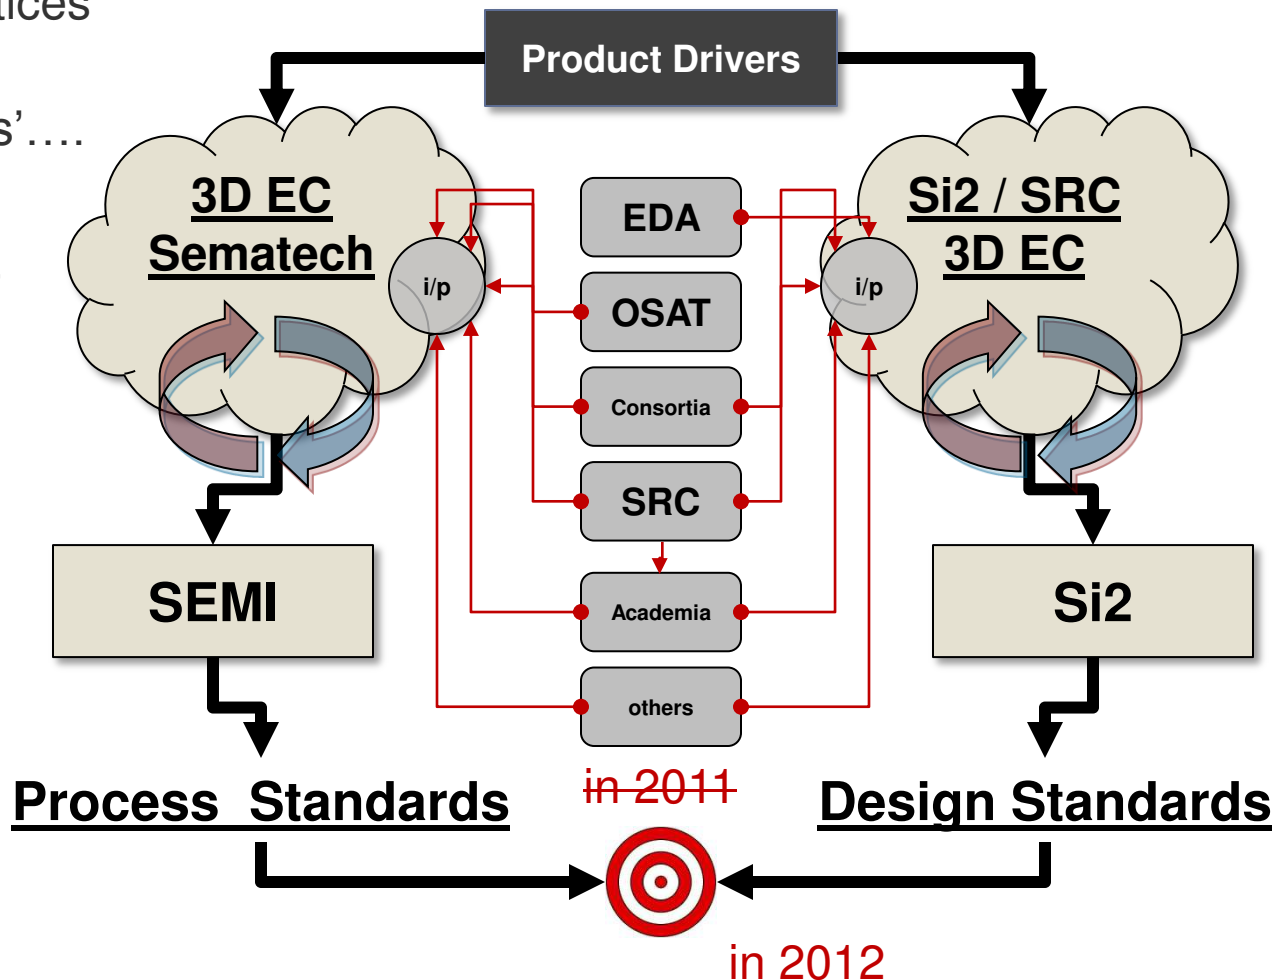 Product Drivers
s’….
3D EC
Sematech
i/p
EDA
OSAT
Consortia
SRC
Academia
others
Si2 / SRC
3D EC
i/p
SEMI
Si2
Process Standards
in 2011
Design Standards
in 2012